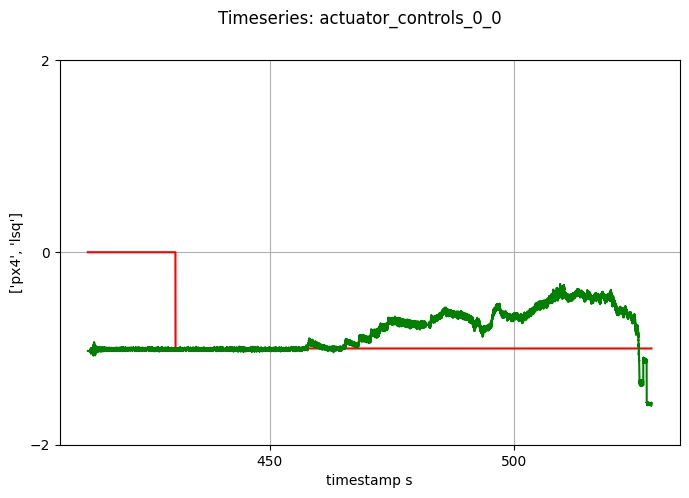 Timeseries: actuator_controls_0_0
2
0
−2
['px4', 'lsq']
450
500
timestamp s